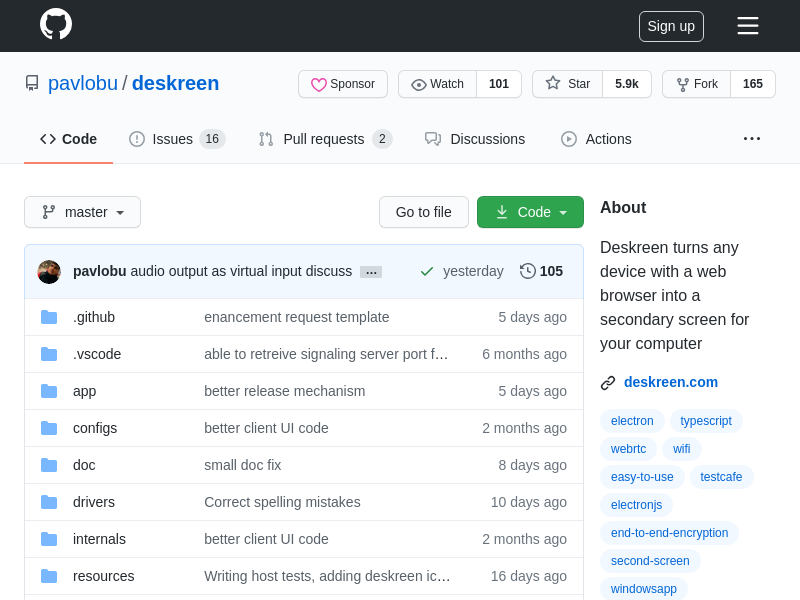 Sign up
pavlobu / deskreen
Sponsor
Watch 101
Star 5.9k
Fork 165
Code
Issues 16
Pull requests 2
Discussions
Actions
master
Go to file
Code
pavlobu audio output as virtual input discuss … yesterday 105
.github enancement request template 5 days ago
.vscode able to retreive signaling server port f… 6 months ago
app better release mechanism 5 days ago
configs better client UI code 2 months ago
doc small doc fix 8 days ago
drivers Correct spelling mistakes 10 days ago
internals better client UI code 2 months ago
resources Writing host tests, adding deskreen ic… 16 days ago
About
Deskreen turns any
device with a web
browser into a
secondary screen for
your computer
deskreen.com
electron typescript
webrtc wifi
easy-to-use testcafe
electronjs
end-to-end-encryption
second-screen
windowsapp